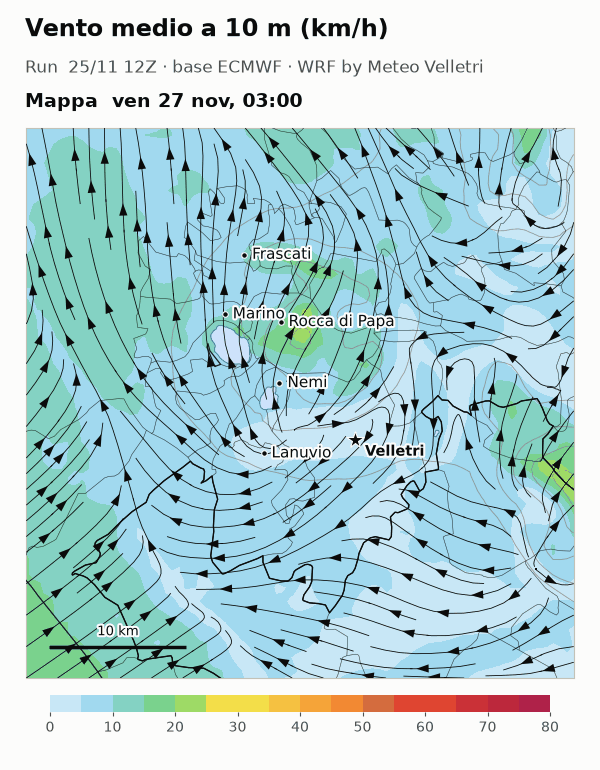 Vento medio a 10 m (km/h)
Run  25/11 12Z · base ECMWF · WRF by Meteo Velletri
Mappa  ven 27 nov, 03:00
Frascati
Marino
Rocca di Papa
Nemi
Velletri
Lanuvio
10 km
0 10 20 30 40 50 60 70 80